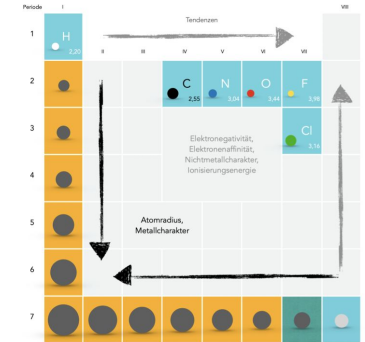 Periode I VIII
Tendenzen
1 H 2,20
II III IV V VI VII
2 C 2,55 N 3,04 O 3,44 F 3,98
3 Cl 3,16
Elektronegativität,
Elektronenaffinität,
Nichtmetallcharakter,
Ionisierungsenergie
4
5 Atomradius,
Metallcharakter
6
7